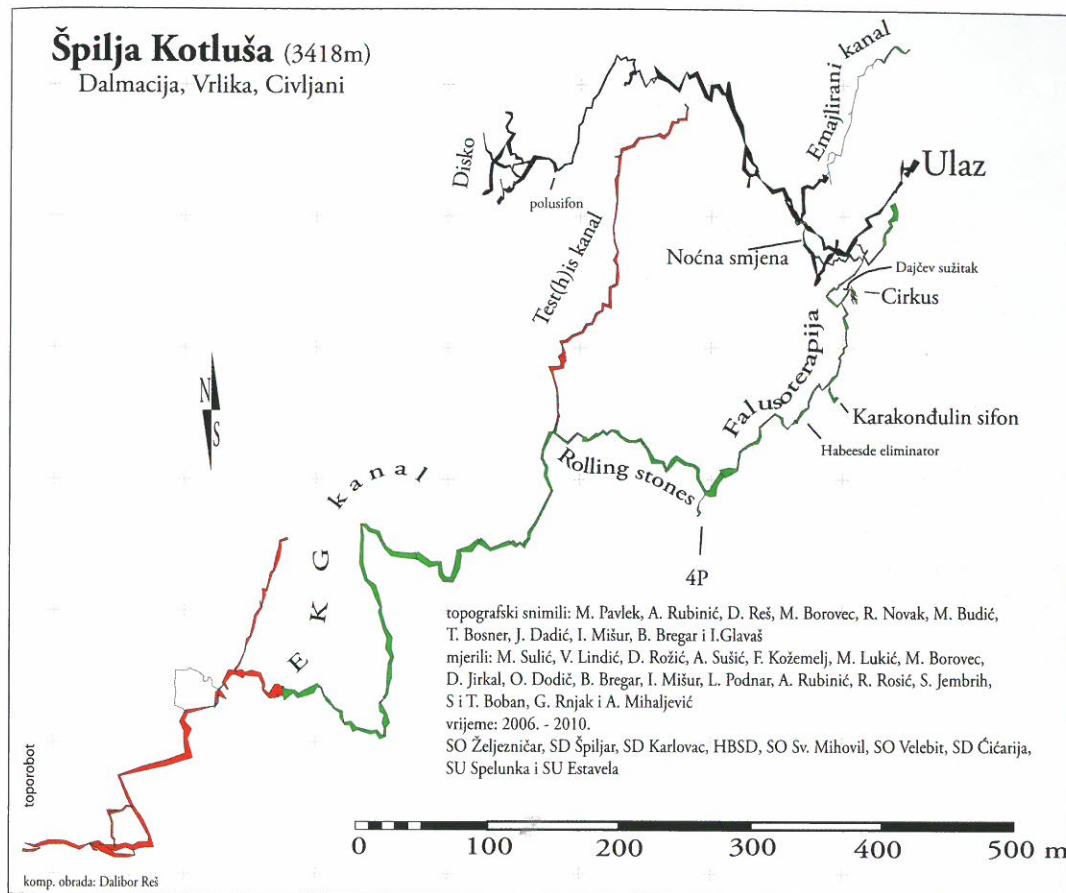 Špilja Kotluša (3418m)
Dalmacija, Vrlika, Civljani
Emajlirani kanal
Disko
Ulaz
polusifon
Noćna smjena
Dajčev sužitak
Test(h)is kanal
Cirkus
Falusoterapija
Karakonđulin sifon
Habeesde eliminator
N
S
Rolling stones
EKG kanal
4P
topografski snimili: M. Pavlek, A. Rubinić, D. Reš, M. Borovec, R. Novak, M. Budić,
T. Bosner, J. Dadić, I. Mišur, B. Bregar i I.Glavaš
mjerili: M. Sulić, V. Lindić, D. Rožić, A. Sušić, F. Kožemelj, M. Lukić, M. Borovec,
D. Jirkal, O. Dodič, B. Bregar, I. Mišur, L. Podnar, A. Rubinić, R. Rosić, S. Jembrih,
S i T. Boban, G. Rnjak i A. Mihaljević
vrijeme: 2006. - 2010.
SO Željezničar, SD Špiljar, SD Karlovac, HBSD, SO Sv. Mihovil, SO Velebit, SD Ćićarija,
SU Spelunka i SU Estavela
toporobot
0 100 200 300 400 500 m
komp. obrada: Dalibor Reš